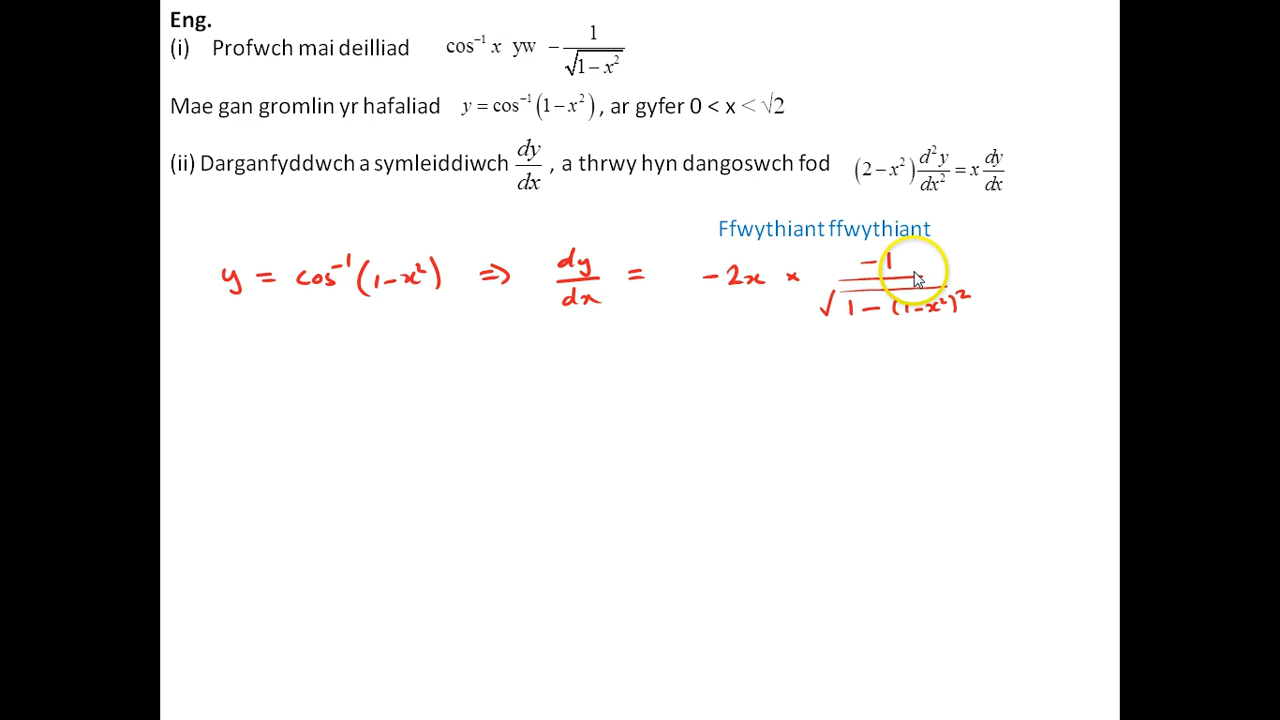 Eng.
(i) Profwch mai deilliad cos⁻¹ x yw −1/√(1−x²)
Mae gan gromlin yr hafaliad y = cos⁻¹(1−x²), ar gyfer 0 < x < √2
(ii) Darganfyddwch a symleiddiwch dy/dx , a thrwy hyn dangoswch fod (2−x²) d²y/dx² = x dy/dx
Ffwythiant ffwythiant
y = cos⁻¹(1−x²) ⇒ dy/dx = −2x × −1/√(1−(1−x²)²)